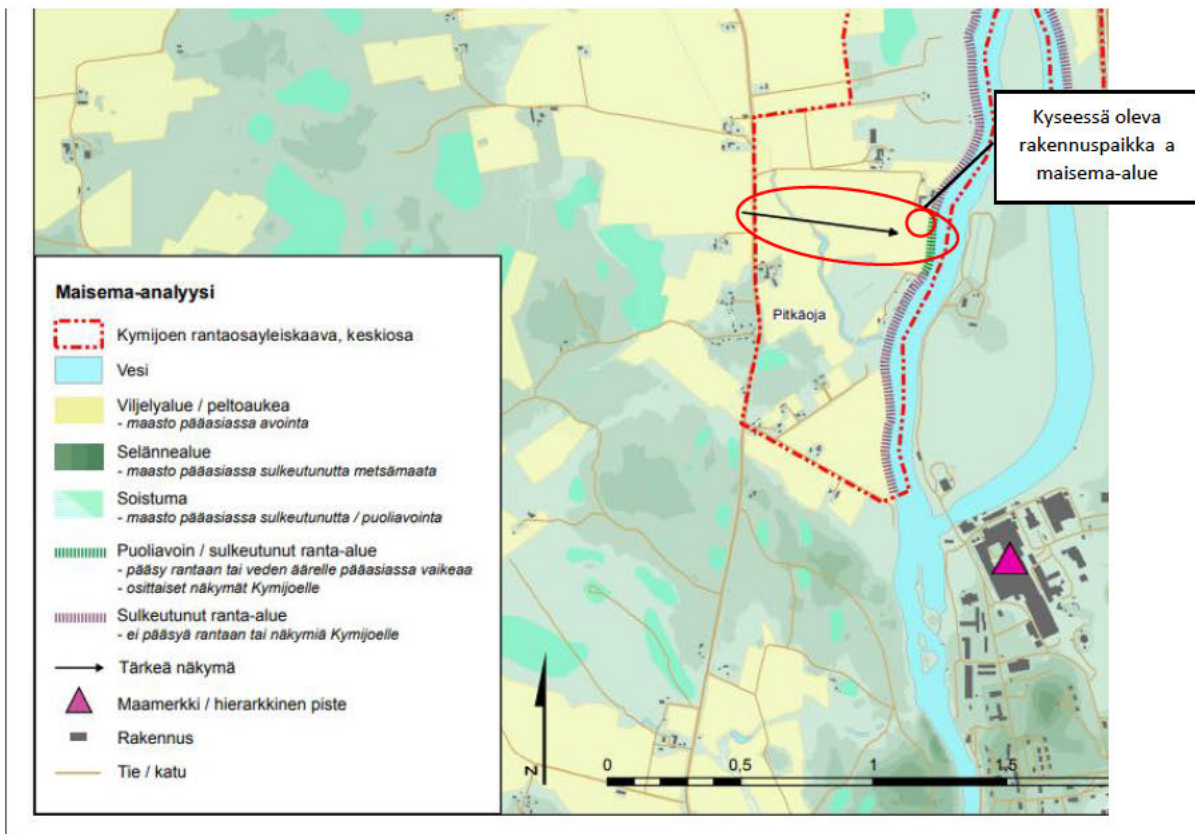 Kyseessä oleva
rakennuspaikka a
maisema-alue
Pitkäoja
Maisema-analyysi
Kymijoen rantaosayleiskaava, keskiosa
Vesi
Viljelyalue / peltoaukea
- maasto pääasiassa avointa
Selännealue
- maasto pääasiassa sulkeutunutta metsämaata
Soistuma
- maasto pääasiassa sulkeutunutta / puoliavointa
Puoliavoin / sulkeutunut ranta-alue
- pääsy rantaan tai veden äärelle pääasiassa vaikeaa
- osittaiset näkymät Kymijoelle
Sulkeutunut ranta-alue
- ei pääsyä rantaan tai näkymiä Kymijoelle
Tärkeä näkymä
Maamerkki / hierarkkinen piste
Rakennus
Tie / katu
N
0 0,5 1 1,5